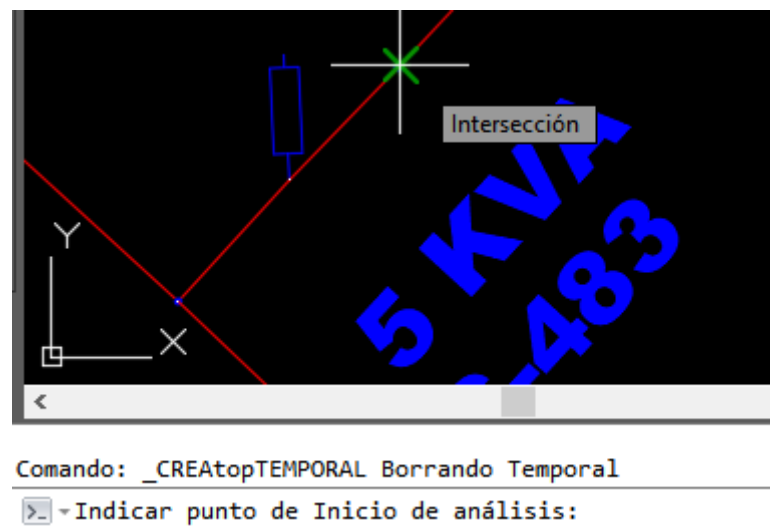 Intersección
5 KVA
-483
Y
X
Comando: _CREAtopTEMPORAL Borrando Temporal
Indicar punto de Inicio de análisis: